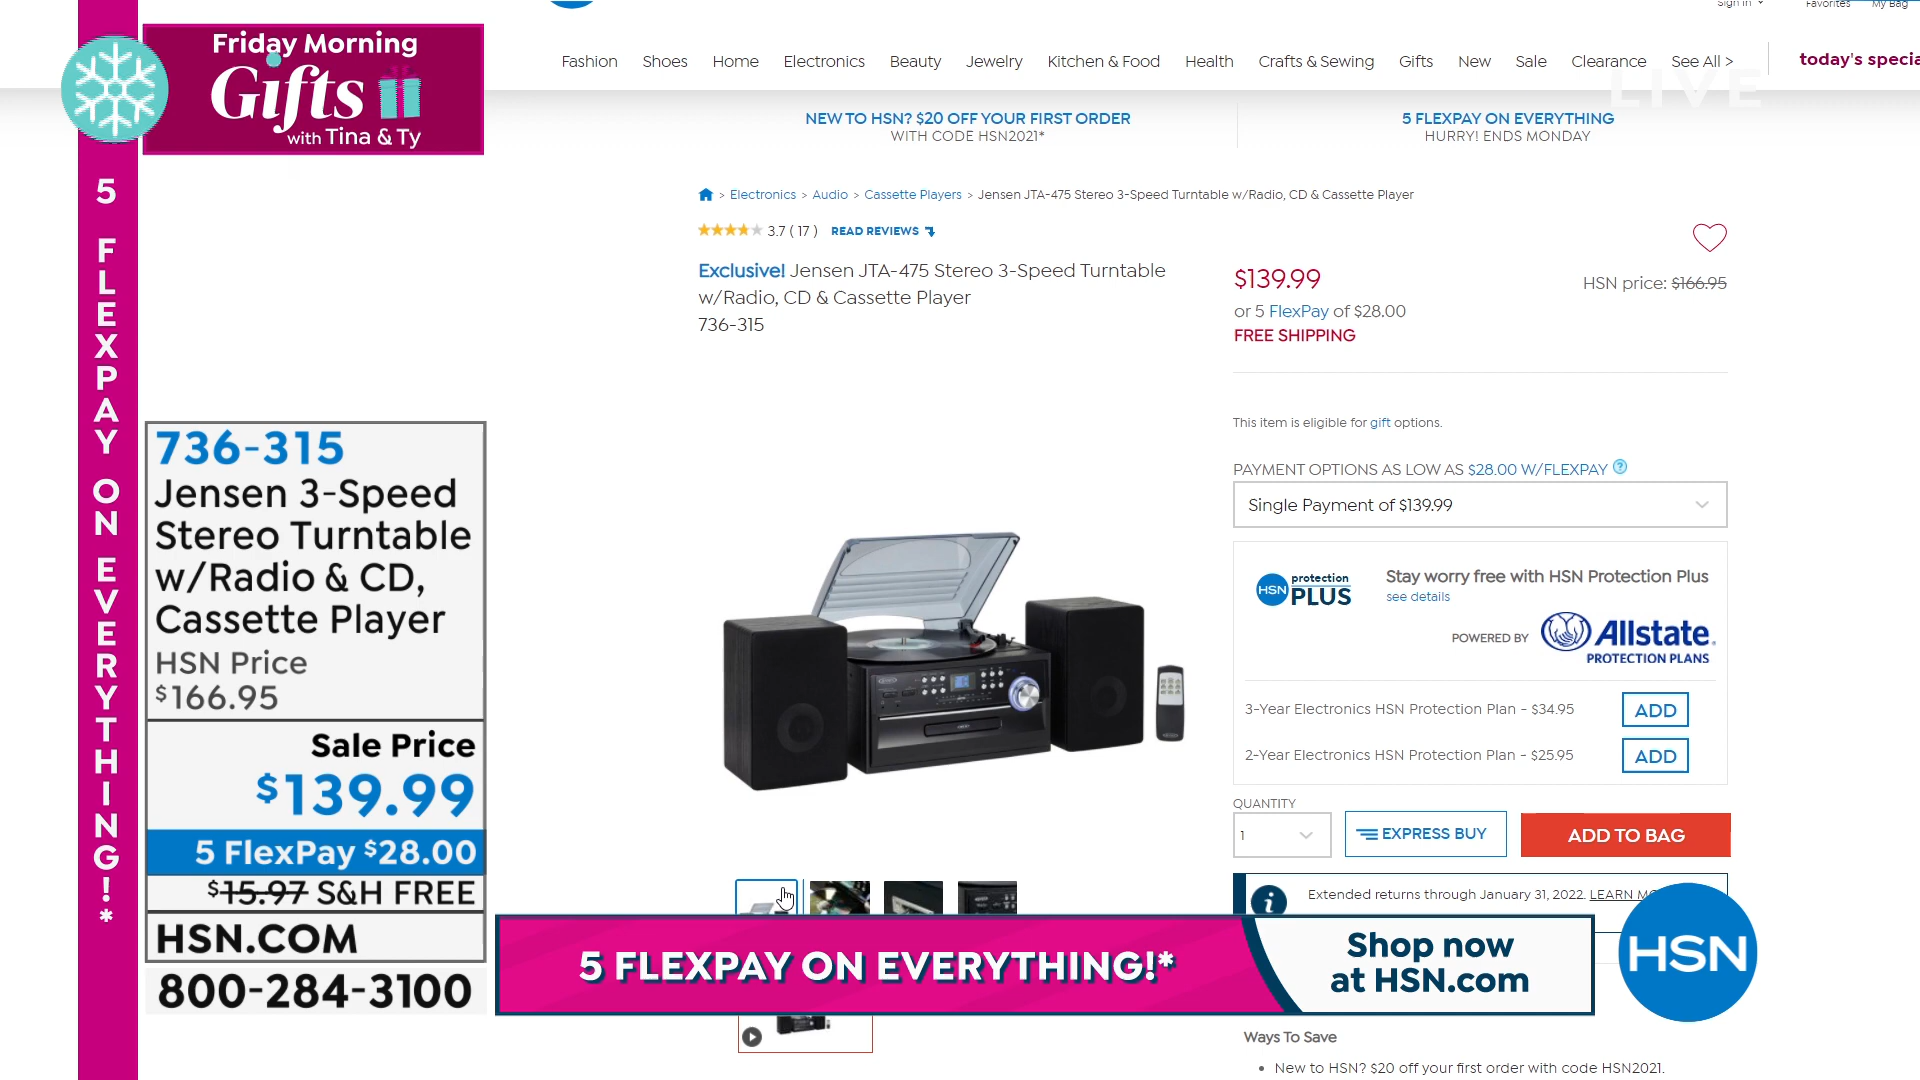 Sign In
Favorites
My Bag
Friday Morning
Gifts
with Tina & Ty
Fashion
Shoes
Home
Electronics
Beauty
Jewelry
Kitchen & Food
Health
Crafts & Sewing
Gifts
New
Sale
Clearance
See All >
today's specia
LIVE
NEW TO HSN? $20 OFF YOUR FIRST ORDER
WITH CODE HSN2021*
5 FLEXPAY ON EVERYTHING
HURRY! ENDS MONDAY
5 FLEXPAY ON EVERYTHING!*
> Electronics > Audio > Cassette Players > Jensen JTA-475 Stereo 3-Speed Turntable w/Radio, CD & Cassette Player
3.7 ( 17 ) READ REVIEWS
Exclusive! Jensen JTA-475 Stereo 3-Speed Turntable
w/Radio, CD & Cassette Player
736-315
$139.99
HSN price: $166.95
or 5 FlexPay of $28.00
FREE SHIPPING
This item is eligible for gift options.
PAYMENT OPTIONS AS LOW AS $28.00 W/FLEXPAY ?
Single Payment of $139.99
HSN protection
PLUS
Stay worry free with HSN Protection Plus
see details
POWERED BY
Allstate.
PROTECTION PLANS
3-Year Electronics HSN Protection Plan - $34.95
ADD
2-Year Electronics HSN Protection Plan - $25.95
ADD
QUANTITY
1
EXPRESS BUY
ADD TO BAG
Extended returns through January 31, 2022. LEARN
736-315
Jensen 3-Speed
Stereo Turntable
w/Radio & CD,
Cassette Player
HSN Price
$166.95
Sale Price
$139.99
5 FlexPay $28.00
$15.97 S&H FREE
HSN.COM
800-284-3100
5 FLEXPAY ON EVERYTHING!*
Shop now
at HSN.com
HSN
Ways To Save
• New to HSN? $20 off your first order with code HSN2021.